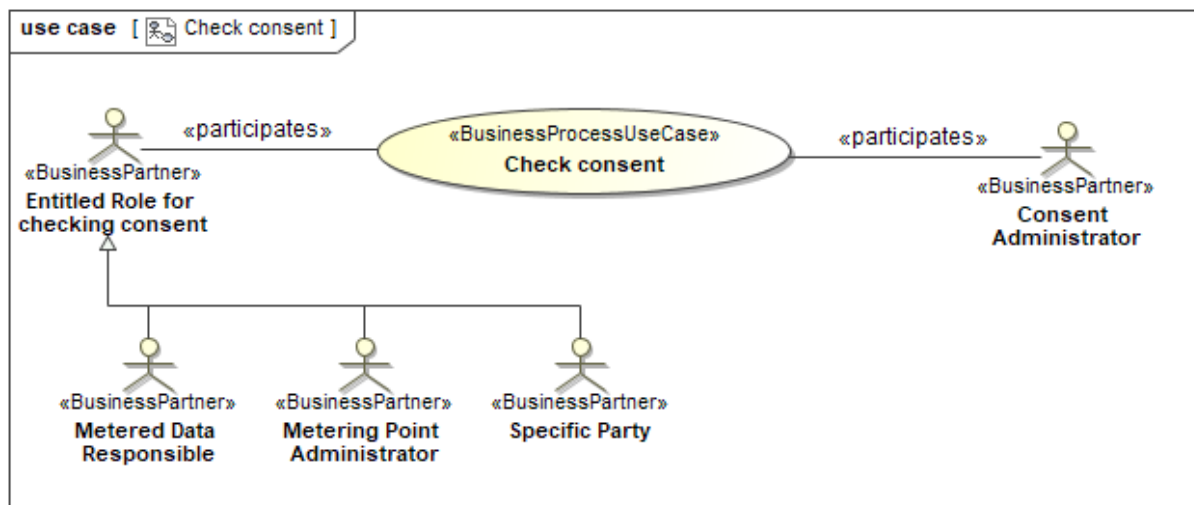 use case [ Check consent ]
«participates»
«BusinessProcessUseCase»
Check consent
«participates»
«BusinessPartner»
Entitled Role for
checking consent
«BusinessPartner»
Consent
Administrator
«BusinessPartner»
Metered Data
Responsible
«BusinessPartner»
Metering Point
Administrator
«BusinessPartner»
Specific Party